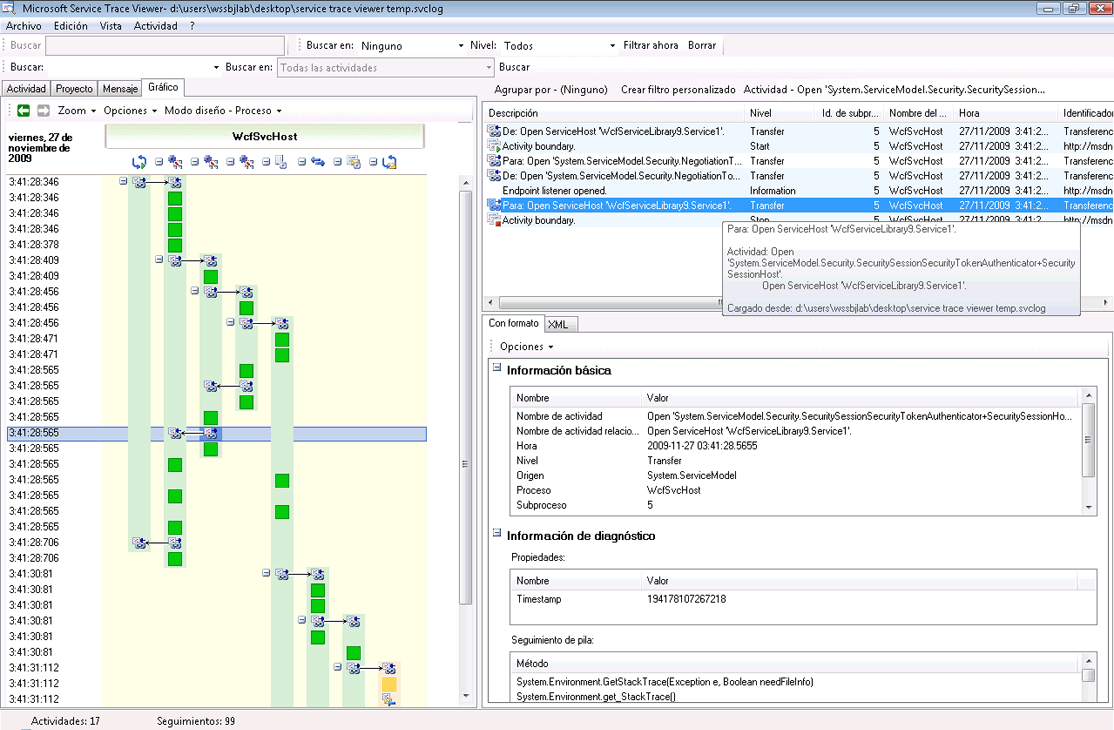 Microsoft Service Trace Viewer- d:\users\wssbjlab\desktop\service trace viewer temp.svclog
Archivo Edición Vista Actividad ?
Buscar Buscar en: Ninguno Nivel: Todos Filtrar ahora Borrar
Buscar: Buscar en: Todas las actividades Buscar
Actividad Proyecto Mensaje Gráfico
Zoom Opciones Modo diseño - Proceso
viernes, 27 de
noviembre de
2009
WcfSvcHost
3:41:28:346
3:41:28:346
3:41:28:346
3:41:28:346
3:41:28:378
3:41:28:409
3:41:28:409
3:41:28:456
3:41:28:456
3:41:28:456
3:41:28:471
3:41:28:471
3:41:28:565
3:41:28:565
3:41:28:565
3:41:28:565
3:41:28:565
3:41:28:565
3:41:28:565
3:41:28:565
3:41:28:565
3:41:28:565
3:41:28:565
3:41:28:706
3:41:28:706
3:41:30:81
3:41:30:81
3:41:30:81
3:41:30:81
3:41:30:81
3:41:30:81
3:41:31:112
3:41:31:112
3:41:31:112
Agrupar por - (Ninguno) Crear filtro personalizado Actividad - Open 'System.ServiceModel.Security.SecuritySession...
Descripción Nivel Id. de subpr... Nombre del ... Hora Identificador
De: Open ServiceHost 'WcfServiceLibrary9.Service1'. Transfer 5 WcfSvcHost 27/11/2009 3:41:2... Transferenc
Activity boundary. Start 5 WcfSvcHost 27/11/2009 3:41:2... http://msdn
Para: Open 'System.ServiceModel.Security.NegotiationT... Transfer 5 WcfSvcHost 27/11/2009 3:41:2... Transferenc
De: Open 'System.ServiceModel.Security.NegotiationTo... Transfer 5 WcfSvcHost 27/11/2009 3:41:2... Transferenc
Endpoint listener opened. Information 5 WcfSvcHost 27/11/2009 3:41:2... http://msdn
Para: Open ServiceHost 'WcfServiceLibrary9.Service1'. Transfer 5 WcfSvcHost 27/11/2009 3:41:2... Transferenc
Activity boundary. Stop 5 WcfSvcHost 27/11/2009 3:41:2... http://msdn
Para: Open ServiceHost 'WcfServiceLibrary9.Service1'.
Actividad: Open
'System.ServiceModel.Security.SecuritySessionSecurityTokenAuthenticator+Security
SessionHost'.
Open ServiceHost 'WcfServiceLibrary9.Service1'.
Cargado desde: d:\users\wssbjlab\desktop\service trace viewer temp.svclog
Con formato XML
Opciones
Información básica
Nombre Valor
Nombre de actividad Open 'System.ServiceModel.Security.SecuritySessionSecurityTokenAuthenticator+SecuritySessionHo...
Nombre de actividad relacio... Open ServiceHost 'WcfServiceLibrary9.Service1'.
Hora 2009-11-27 03:41:28.5655
Nivel Transfer
Origen System.ServiceModel
Proceso WcfSvcHost
Subproceso 5
Información de diagnóstico
Propiedades:
Nombre Valor
Timestamp 194178107267218
Seguimiento de pila:
Método
System.Environment.GetStackTrace(Exception e, Boolean needFileInfo)
System.Environment.get_StackTrace()
Actividades: 17 Seguimientos: 99